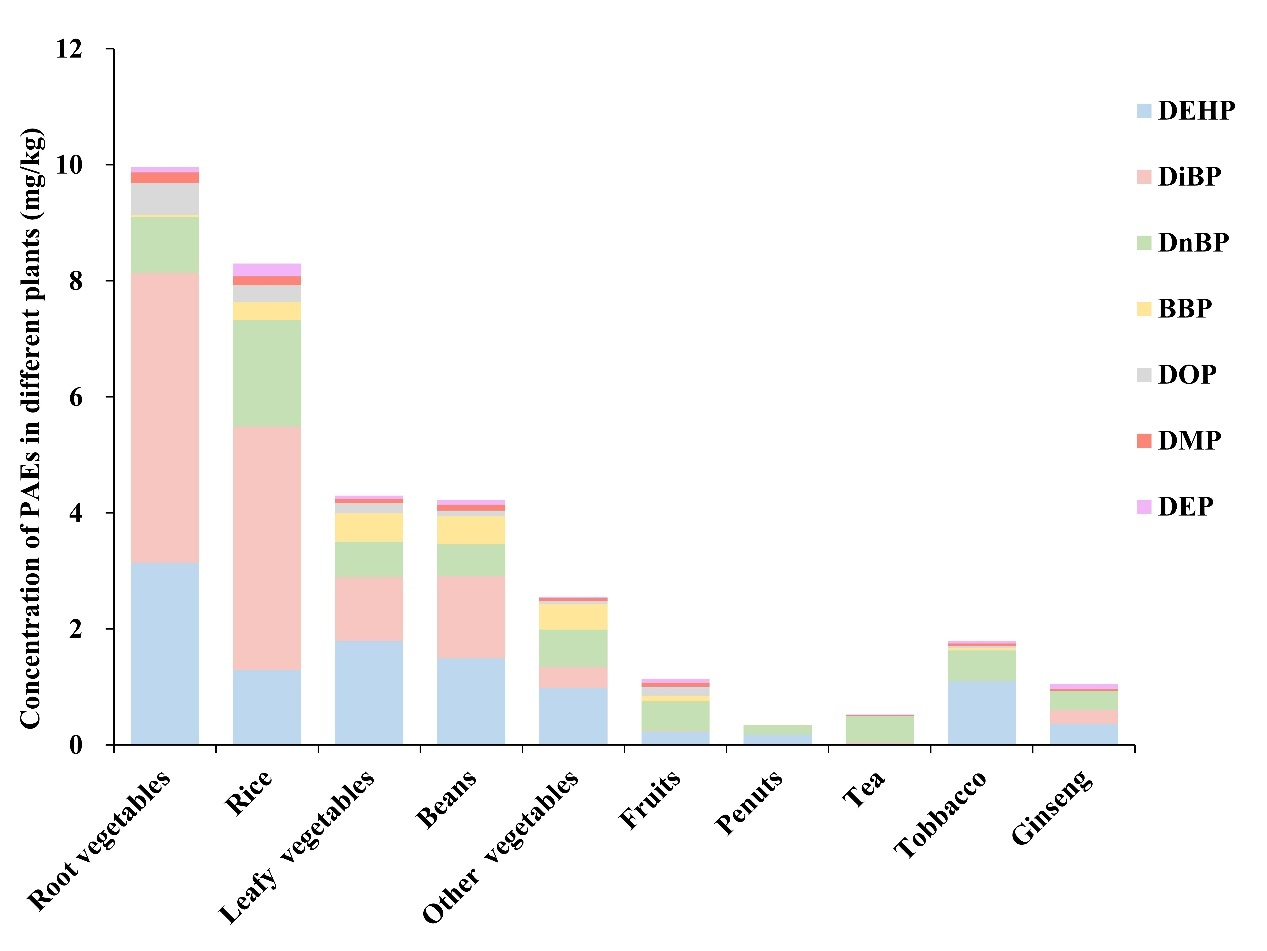 Concentration of PAEs in different plants (mg/kg)
12
10
8
6
4
2
0
Root vegetables
Rice
Leafy vegetables
Beans
Other vegetables
Fruits
Penuts
Tea
Tobbacco
Ginseng
DEHP
DiBP
DnBP
BBP
DOP
DMP
DEP